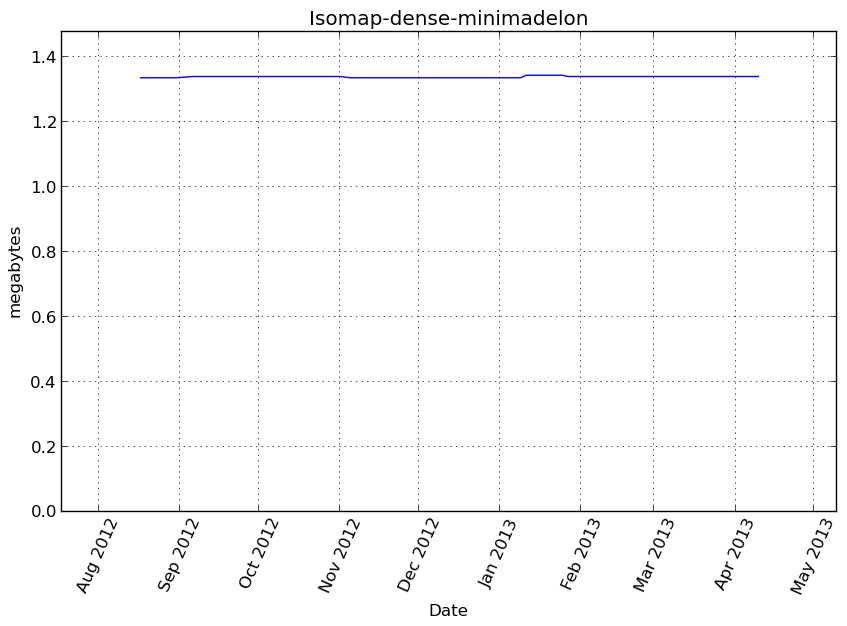 Isomap-dense-minimadelon
megabytes
1.4
1.2
1.0
0.8
0.6
0.4
0.2
0.0
Aug 2012
Sep 2012
Oct 2012
Nov 2012
Dec 2012
Jan 2013
Feb 2013
Mar 2013
Apr 2013
May 2013
Date